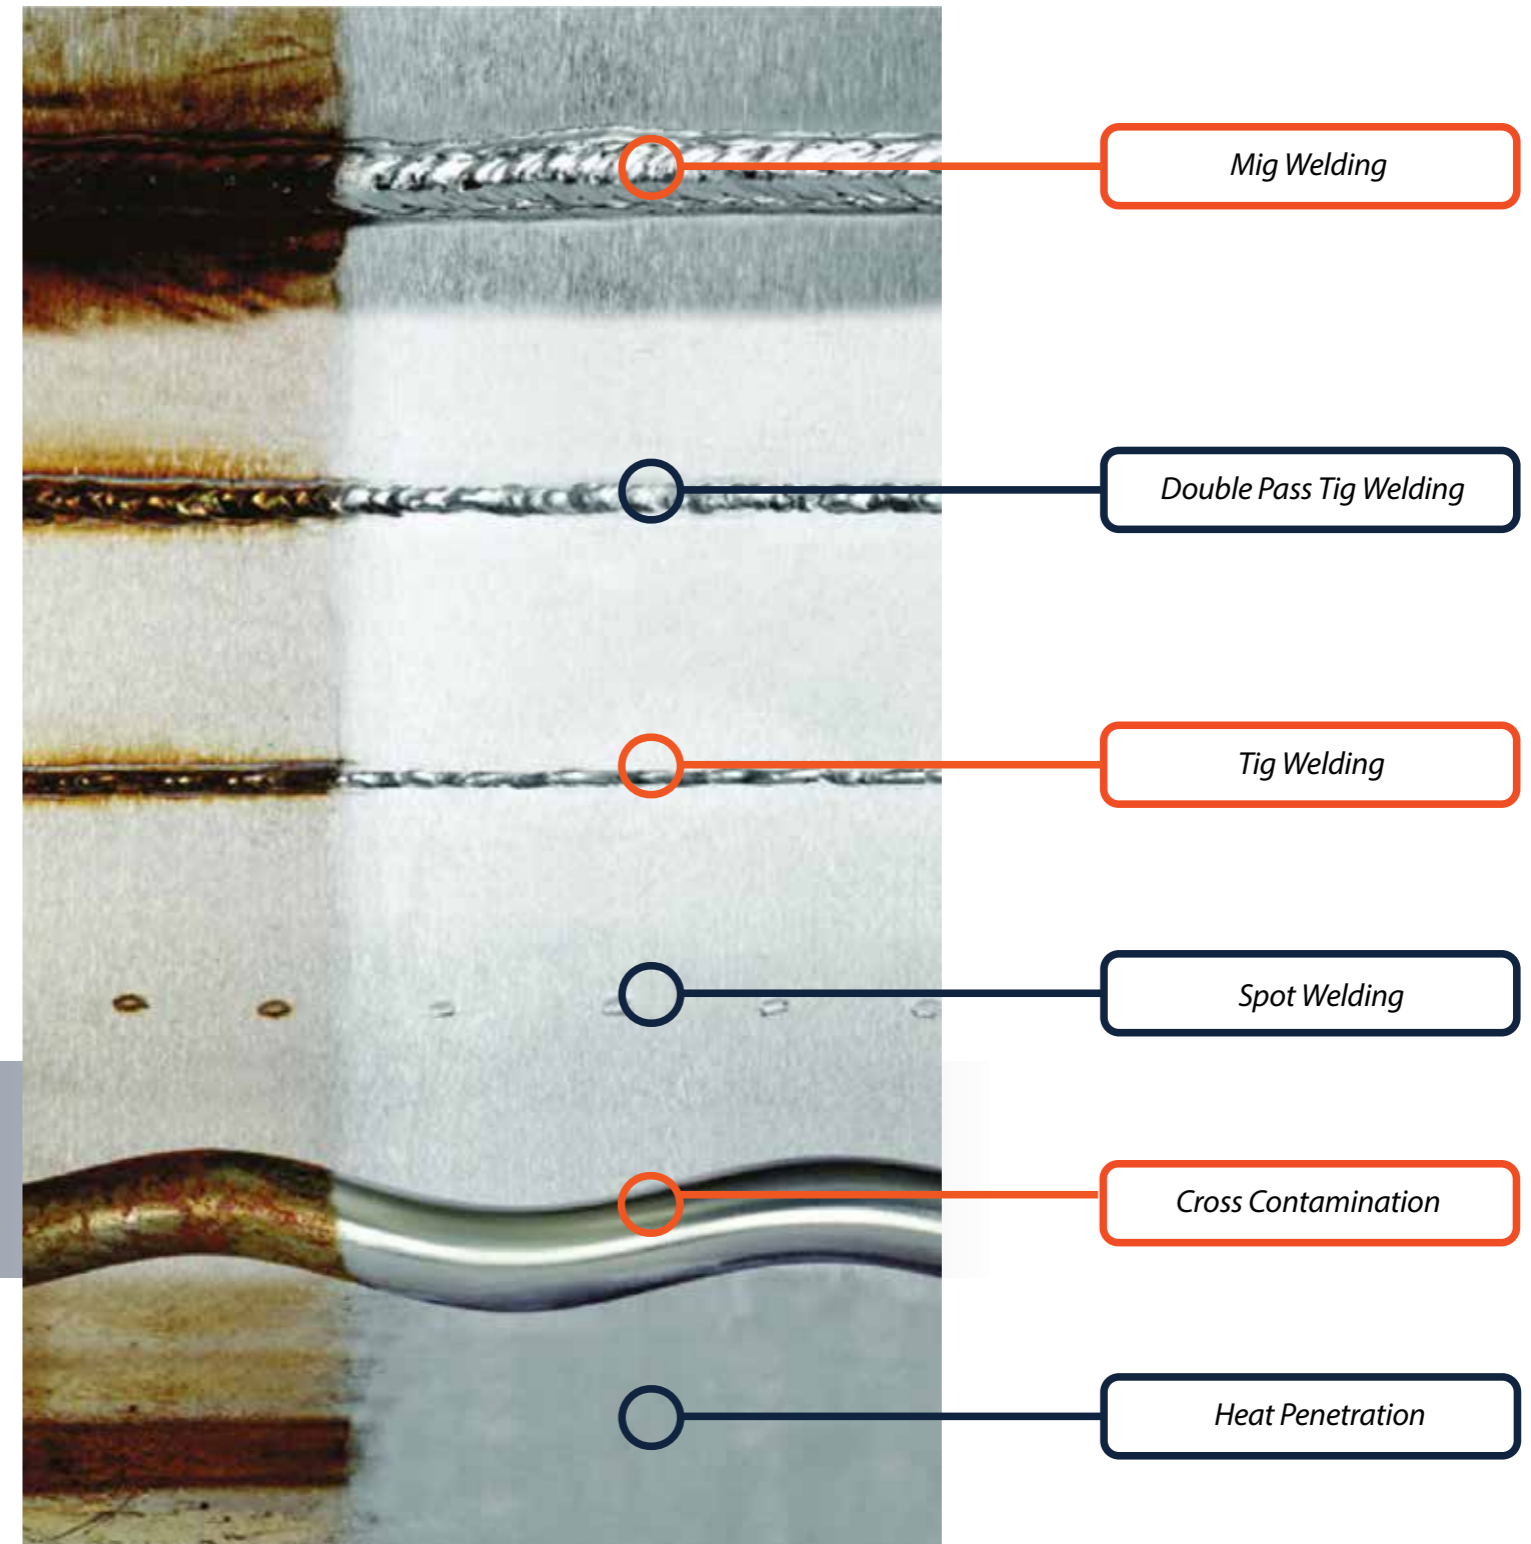 Mig Welding
Double Pass Tig Welding
Tig Welding
Spot Welding
Cross Contamination
Heat Penetration